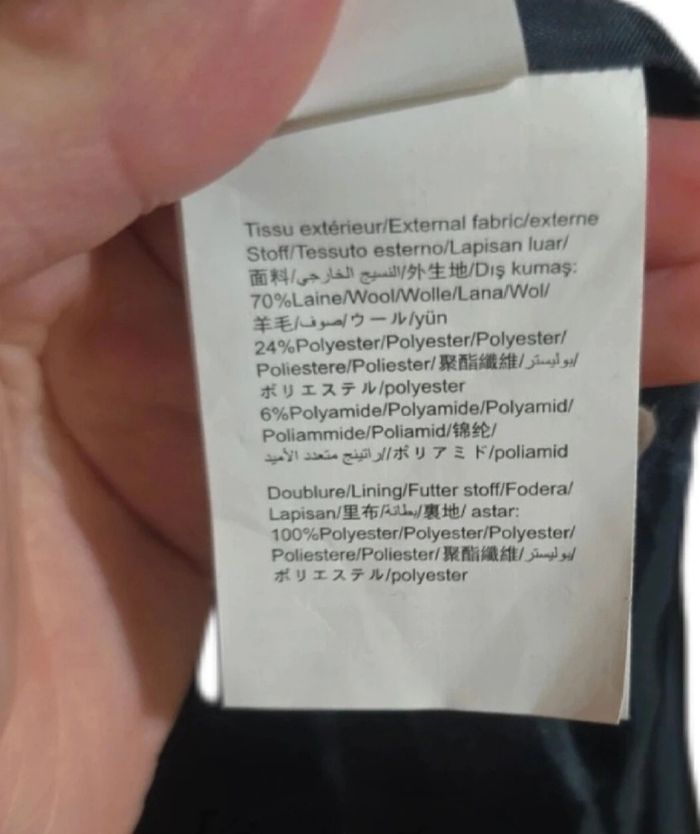 Tissu extérieur/External fabric/externe
Stoff/Tessuto esterno/Lapisan luar/
面料/النسيج الخارجي/外生地/Dış kumaş:
70%Laine/Wool/Wolle/Lana/Wol/
羊毛/صوف/ウール/yün
24%Polyester/Polyester/Polyester/
Poliestere/Poliester/聚酯纖維/بوليستر/
ポリエステル/polyester
6%Polyamide/Polyamide/Polyamid/
Poliammide/Poliamid/锦纶/
راتينج متعدد الأميد//ポリアミド/poliamid
Doublure/Lining/Futter stoff/Fodera/
Lapisan/里布/بطانة/裏地/ astar:
100%Polyester/Polyester/Polyester/
Poliestere/Poliester/聚酯纖維/بوليستر/
ポリエステル/polyester